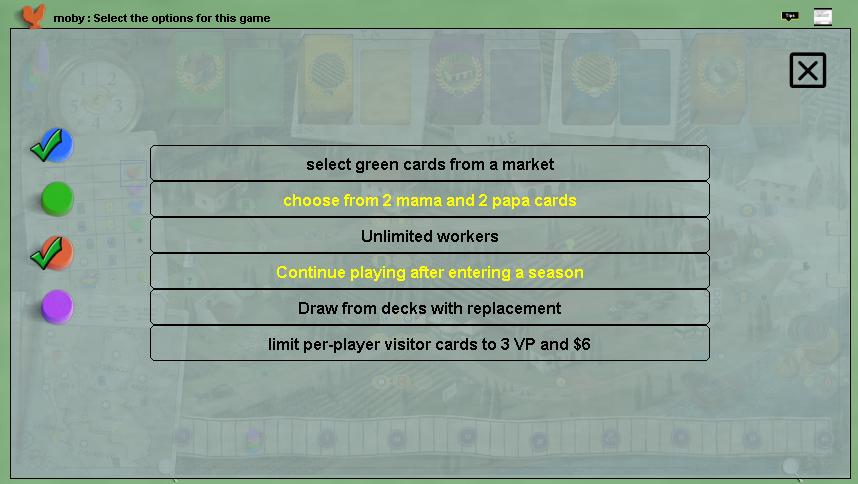 moby : Select the options for this game
Tips
select green cards from a market
choose from 2 mama and 2 papa cards
Unlimited workers
Continue playing after entering a season
Draw from decks with replacement
limit per-player visitor cards to 3 VP and $6